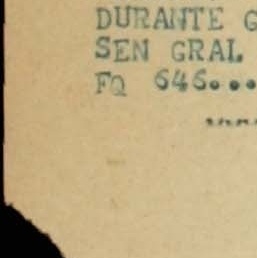 DURANTE G
SEN GRAL
FQ 646...